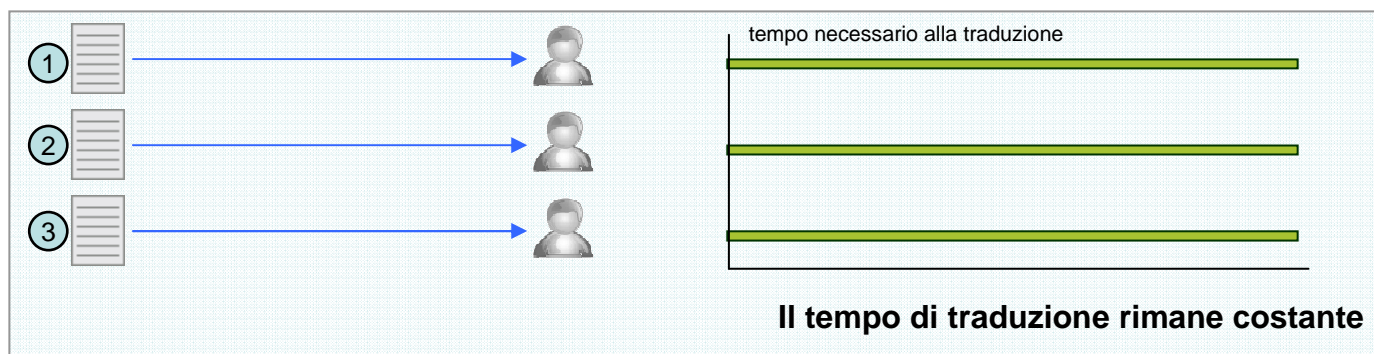 tempo necessario alla traduzione
1
2
3
Il tempo di traduzione rimane costante